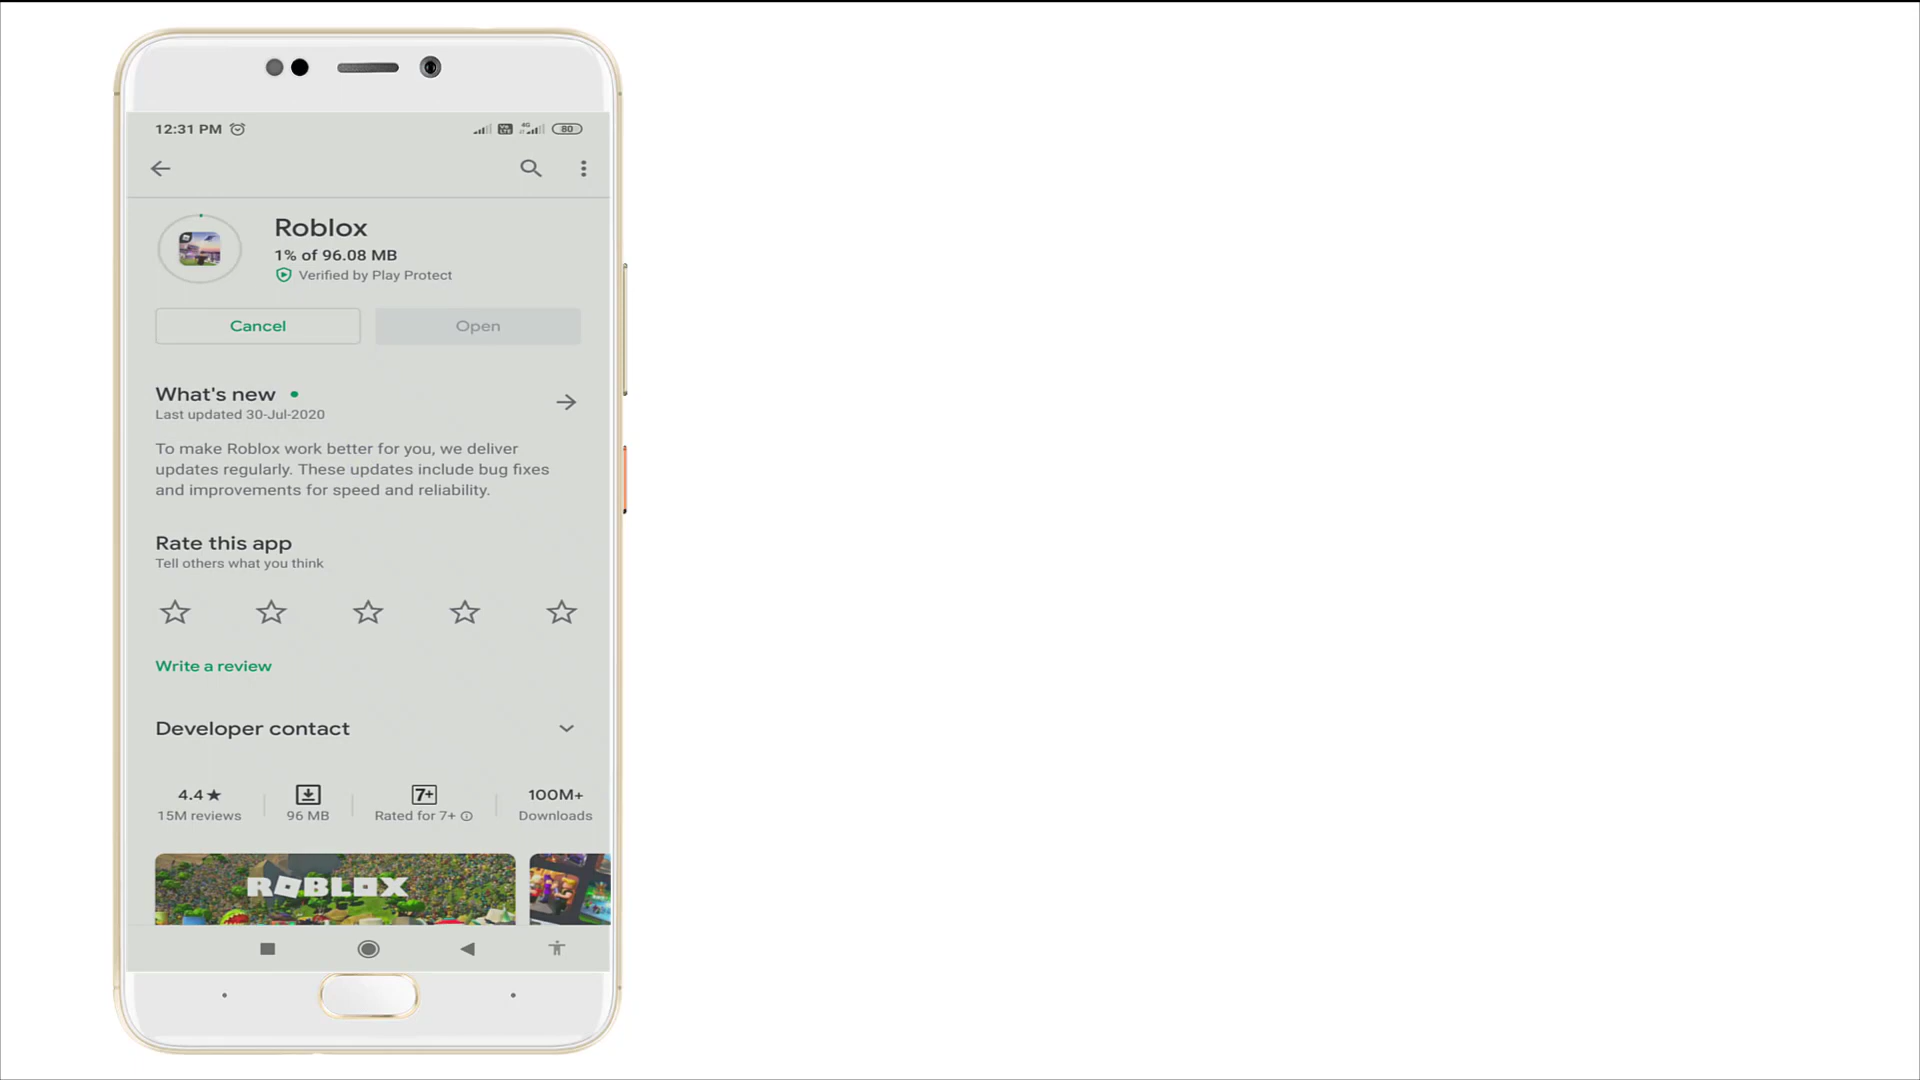 12:31 PM
4G
80
Roblox
1% of 96.08 MB
Verified by Play Protect
Cancel
Open
What's new
Last updated 30-Jul-2020
To make Roblox work better for you, we deliver
updates regularly. These updates include bug fixes
and improvements for speed and reliability.
Rate this app
Tell others what you think
Write a review
Developer contact
4.4★ 7+ 100M+
15M reviews 96 MB Rated for 7+ Downloads
ROBLOX